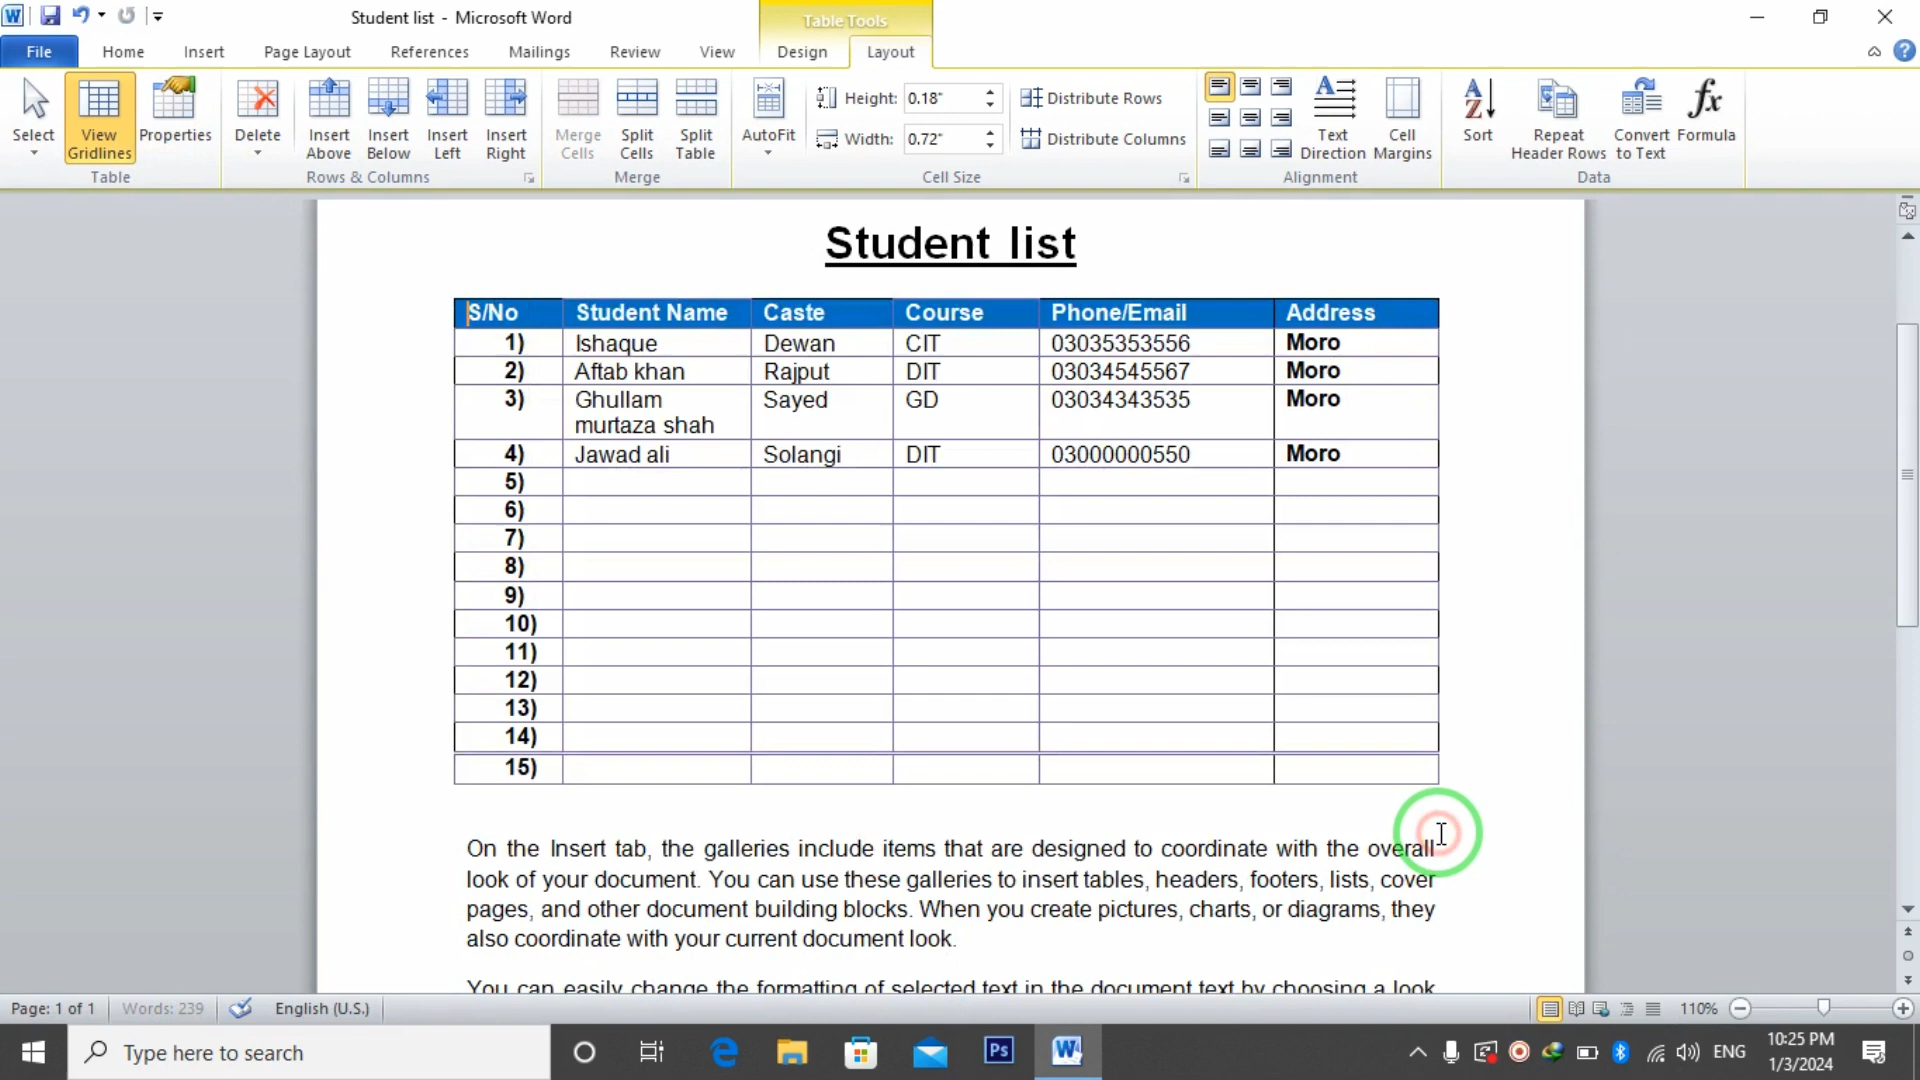 Student list - Microsoft Word
Table Tools
File Home Insert Page Layout References Mailings Review View Design Layout
Select
View Gridlines
Properties
Delete
Insert Above
Insert Below
Insert Left
Insert Right
Merge Cells
Split Cells
Split Table
AutoFit
Height: 0.18"
Width: 0.72"
Distribute Rows
Distribute Columns
Text Direction
Cell Margins
Sort
Repeat Header Rows
Convert to Text
Formula
Table Rows & Columns Merge Cell Size Alignment Data
Student list
S/No Student Name Caste Course Phone/Email Address
1) Ishaque Dewan CIT 03035353556 Moro
2) Aftab khan Rajput DIT 03034545567 Moro
3) Ghullam murtaza shah Sayed GD 03034343535 Moro
4) Jawad ali Solangi DIT 03000000550 Moro
5)
6)
7)
8)
9)
10)
11)
12)
13)
14)
15)
On the Insert tab, the galleries include items that are designed to coordinate with the overall
look of your document. You can use these galleries to insert tables, headers, footers, lists, cover
pages, and other document building blocks. When you create pictures, charts, or diagrams, they
also coordinate with your current document look.
You can easily change the formatting of selected text in the document text by choosing a look
Page: 1 of 1 Words: 239 English (U.S.) 110%
Type here to search
Ps
ENG
10:25 PM
1/3/2024